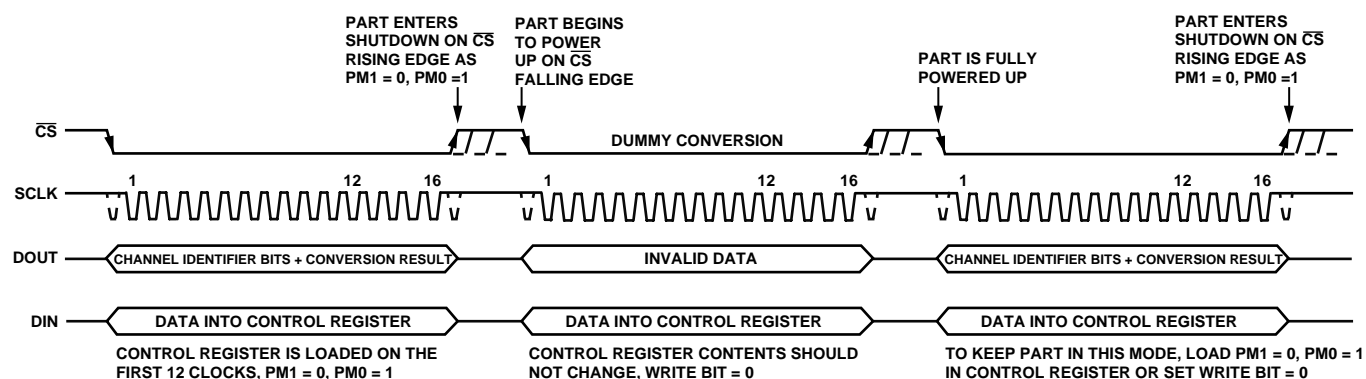 PART ENTERS
SHUTDOWN ON CS
RISING EDGE AS
PM1 = 0, PM0 =1
PART BEGINS
TO POWER
UP ON CS
FALLING EDGE
PART IS FULLY
POWERED UP
PART ENTERS
SHUTDOWN ON CS
RISING EDGE AS
PM1 = 0, PM0 =1
CS
DUMMY CONVERSION
SCLK
1 12 16 1 12 16 1 12 16
DOUT
CHANNEL IDENTIFIER BITS + CONVERSION RESULT
INVALID DATA
CHANNEL IDENTIFIER BITS + CONVERSION RESULT
DIN
DATA INTO CONTROL REGISTER
DATA INTO CONTROL REGISTER
DATA INTO CONTROL REGISTER
CONTROL REGISTER IS LOADED ON THE
FIRST 12 CLOCKS, PM1 = 0, PM0 = 1
CONTROL REGISTER CONTENTS SHOULD
NOT CHANGE, WRITE BIT = 0
TO KEEP PART IN THIS MODE, LOAD PM1 = 0, PM0 = 1
IN CONTROL REGISTER OR SET WRITE BIT = 0